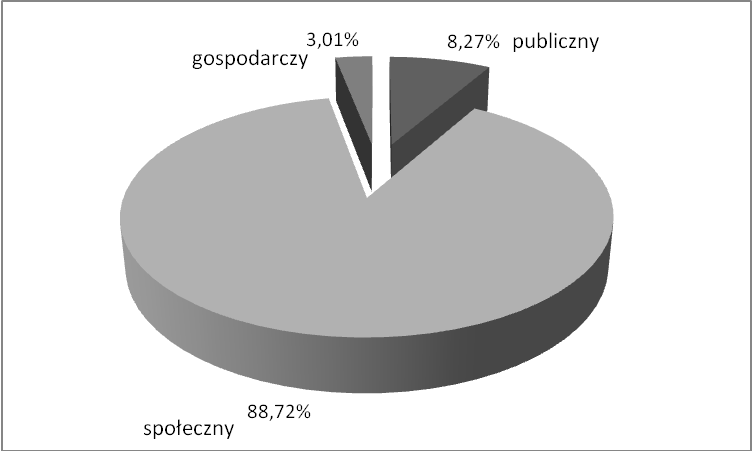 3,01%
gospodarczy
8,27% publiczny
88,72%
społeczny